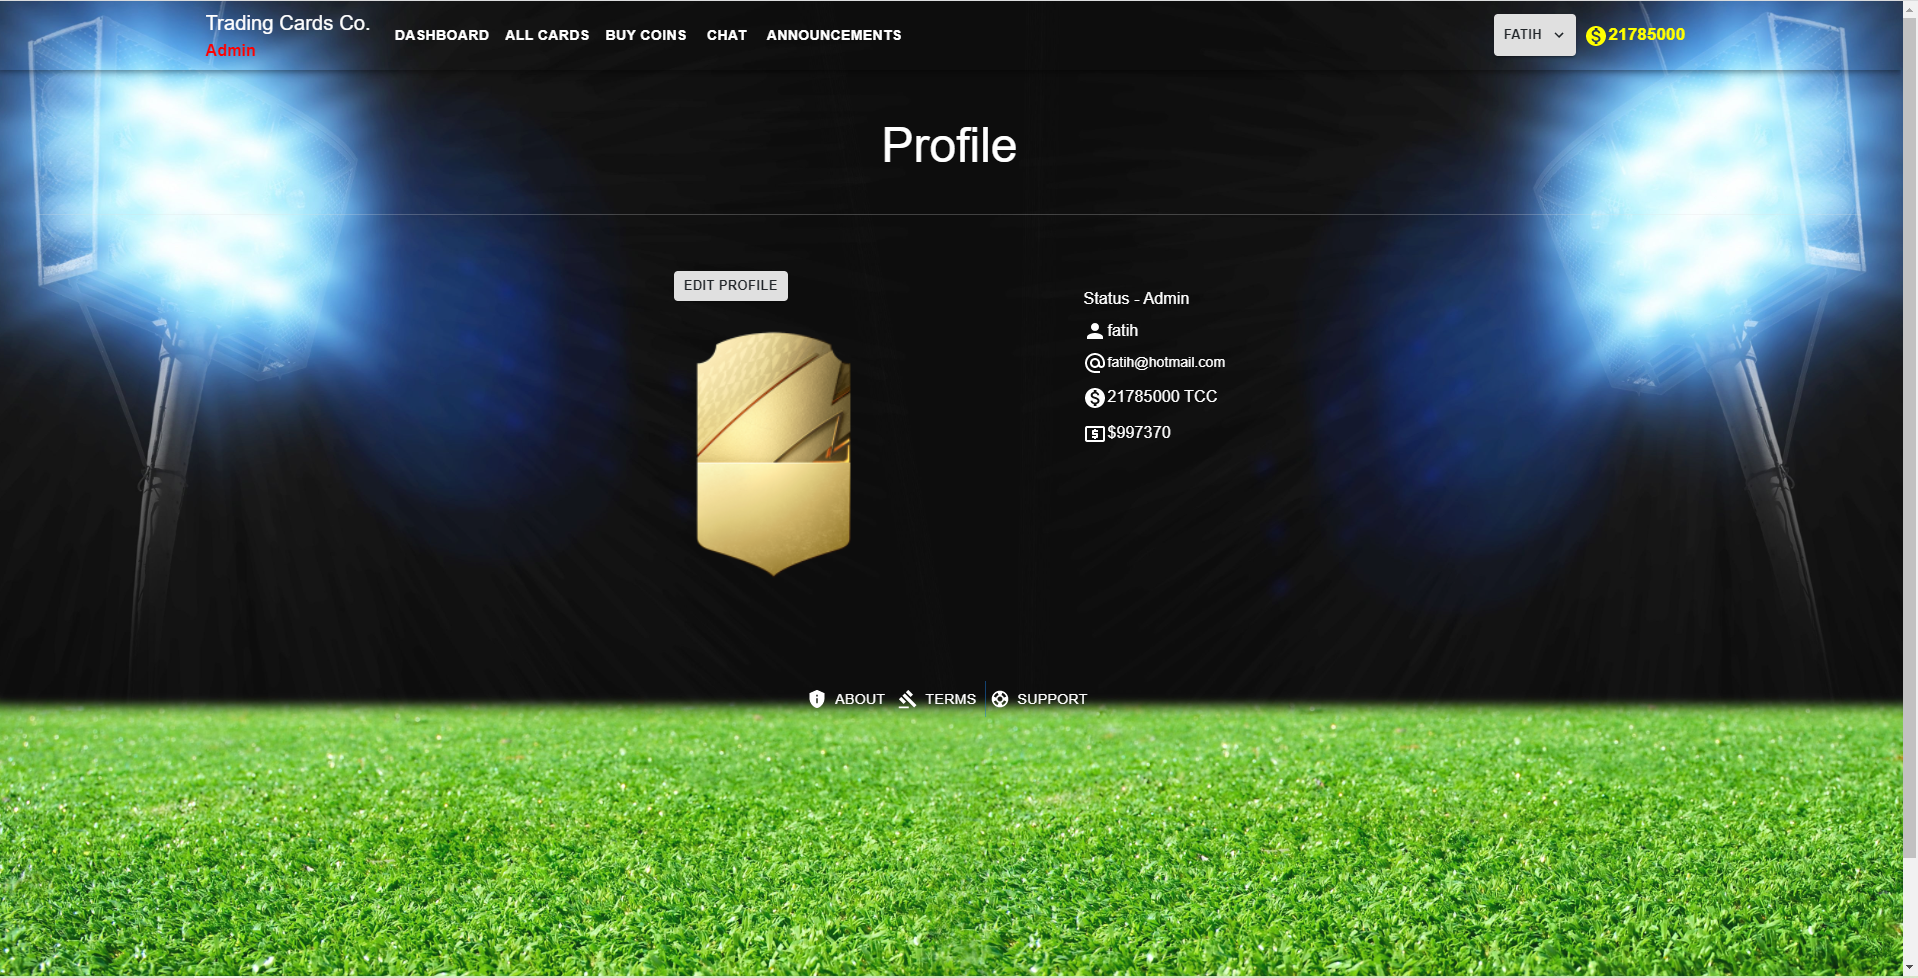 Trading Cards Co.
Admin
DASHBOARD ALL CARDS BUY COINS CHAT ANNOUNCEMENTS
FATIH
21785000
Profile
EDIT PROFILE
Status - Admin
fatih
fatih@hotmail.com
21785000 TCC
$997370
ABOUT TERMS SUPPORT